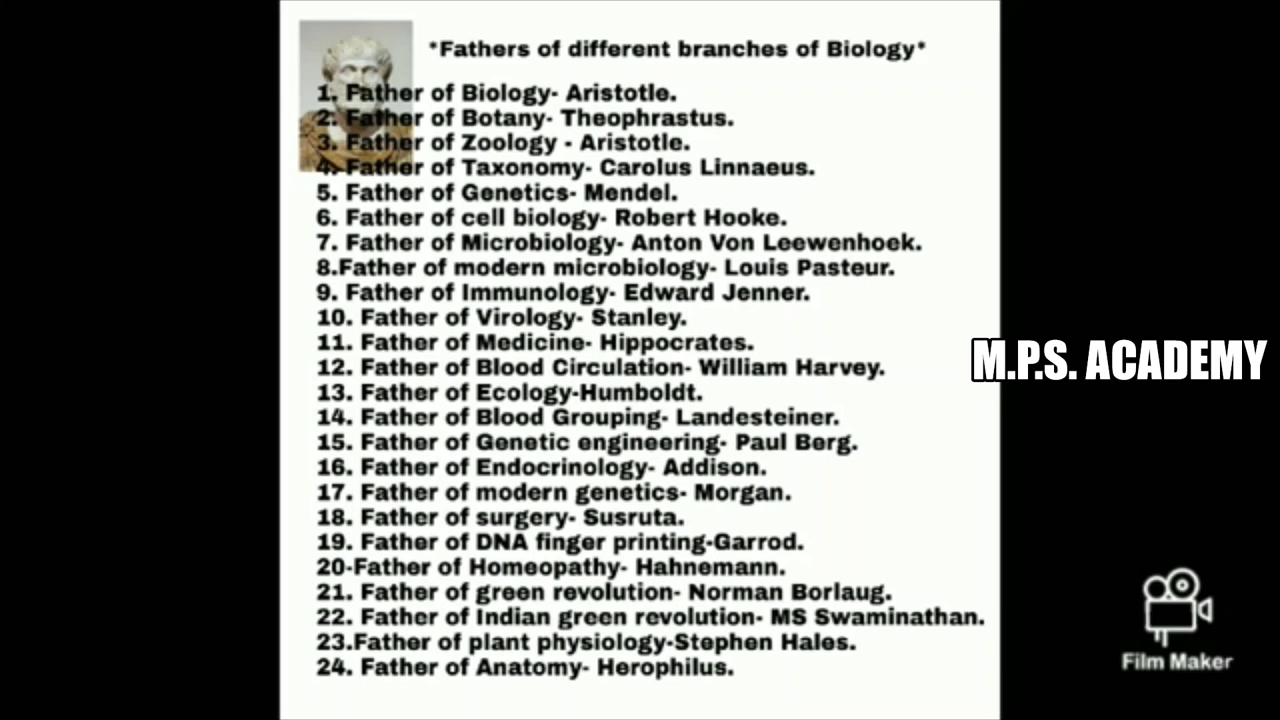 *Fathers of different branches of Biology*
1. Father of Biology- Aristotle.
2. Father of Botany- Theophrastus.
3. Father of Zoology - Aristotle.
4. Father of Taxonomy- Carolus Linnaeus.
5. Father of Genetics- Mendel.
6. Father of cell biology- Robert Hooke.
7. Father of Microbiology- Anton Von Leewenhoek.
8.Father of modern microbiology- Louis Pasteur.
9. Father of Immunology- Edward Jenner.
10. Father of Virology- Stanley.
11. Father of Medicine- Hippocrates.
12. Father of Blood Circulation- William Harvey.
13. Father of Ecology-Humboldt.
14. Father of Blood Grouping- Landesteiner.
15. Father of Genetic engineering- Paul Berg.
16. Father of Endocrinology- Addison.
17. Father of modern genetics- Morgan.
18. Father of surgery- Susruta.
19. Father of DNA finger printing-Garrod.
20-Father of Homeopathy- Hahnemann.
21. Father of green revolution- Norman Borlaug.
22. Father of Indian green revolution- MS Swaminathan.
23.Father of plant physiology-Stephen Hales.
24. Father of Anatomy- Herophilus.
M.P.S. ACADEMY
Film Maker